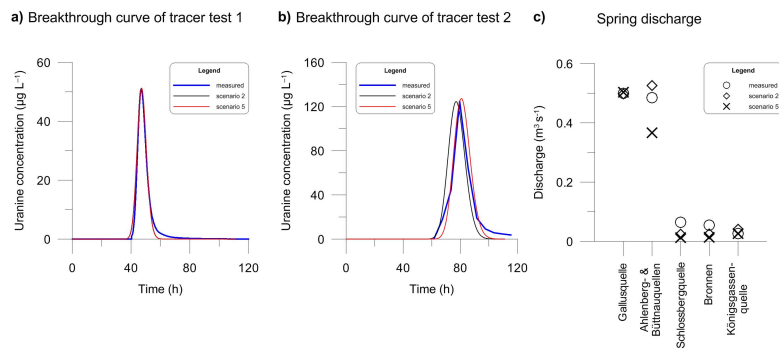 a) Breakthrough curve of tracer test 1
Uranine concentration (µg L⁻¹)
60
40
20
0
0
40
80
120
Time (h)
Legend
measured
scenario 2
scenario 5
b) Breakthrough curve of tracer test 2
Uranine concentration (µg L⁻¹)
160
120
80
40
0
0
40
80
120
Time (h)
Legend
measured
scenario 2
scenario 5
c) Spring discharge
Discharge (m³ s⁻¹)
0.6
0.4
0.2
0
Legend
measured
scenario 2
scenario 5
Gallusquelle
Ahlenberg- &
Büttnauquellen
Schlossbergquelle
Bronnen
Königsgassen-
quelle